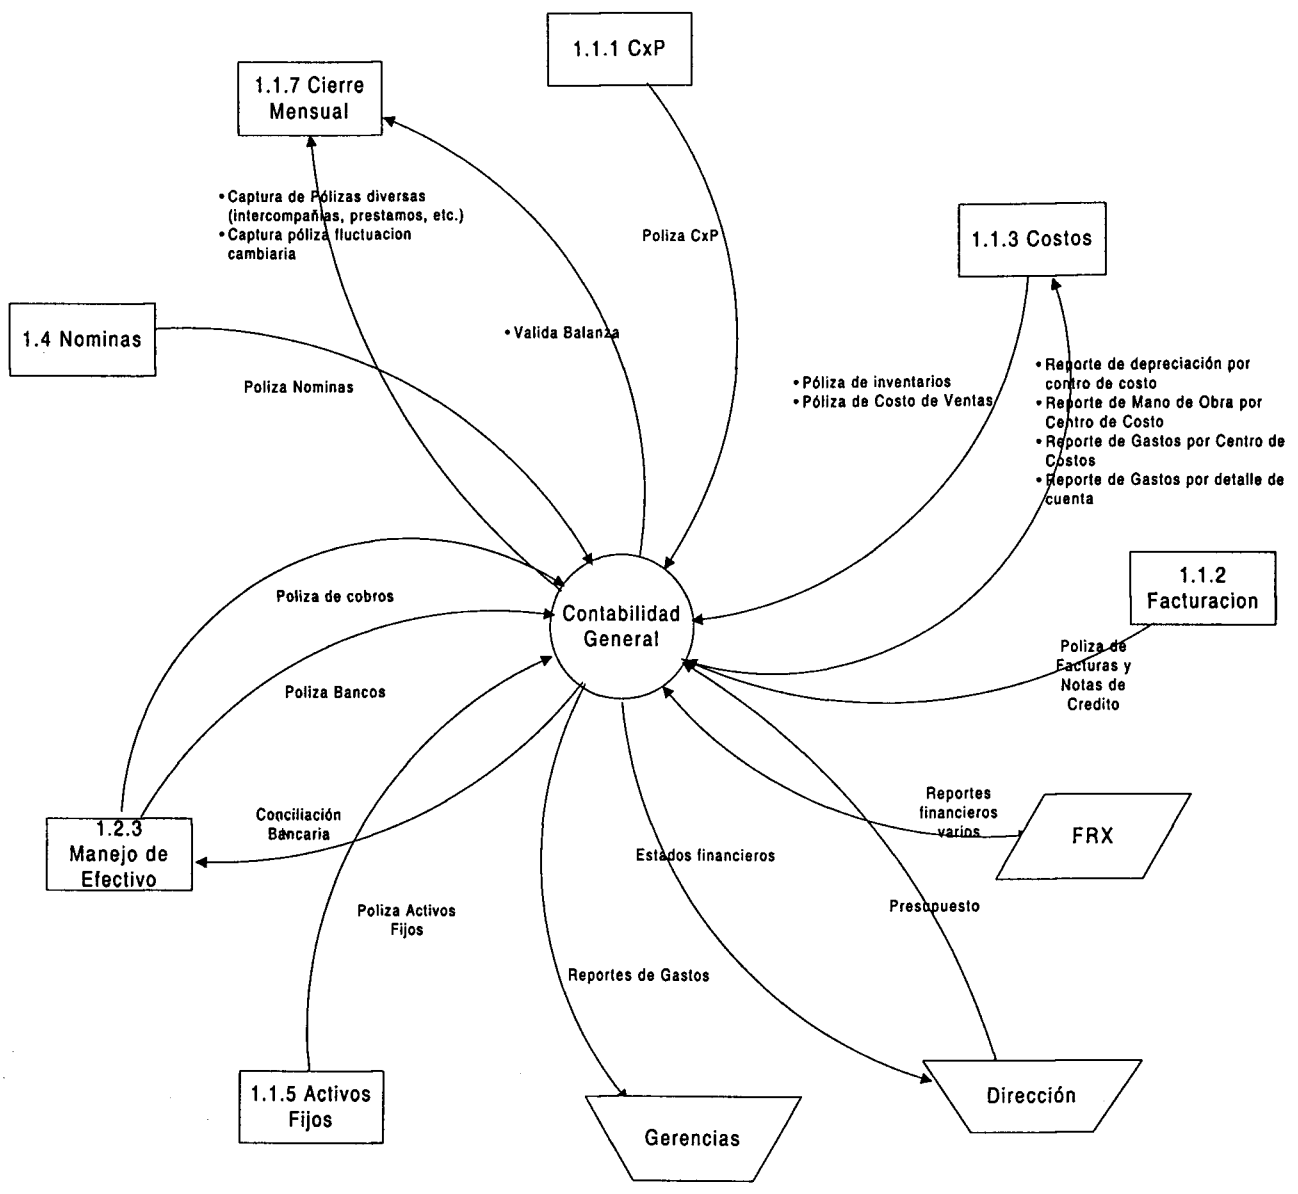 1.1.1 CxP
1.1.7 Cierre
Mensual
• Captura de Pólizas diversas
(intercompañias, prestamos, etc.)
• Captura póliza fluctuacion
cambiaria
Poliza CxP
1.1.3 Costos
1.4 Nominas
• Valida Balanza
Poliza Nominas
• Póliza de inventarios
• Póliza de Costo de Ventas
• Reporte de depreciación por
contro de costo
• Reporte de Mano de Obra por
Centro de Costo
• Reporte de Gastos por Centro de
Costos
• Reporte de Gastos por detalle de
cuenta
1.1.2
Facturacion
Poliza de cobros
Contabilidad
General
Poliza de
Facturas y
Notas de
Credito
Poliza Bancos
Conciliación
Bancaria
1.2.3
Manejo de
Efectivo
Reportes
financieros
varios
FRX
Estados financieros
Poliza Activos
Fijos
Presupuesto
Reportes de Gastos
1.1.5 Activos
Fijos
Gerencias
Dirección